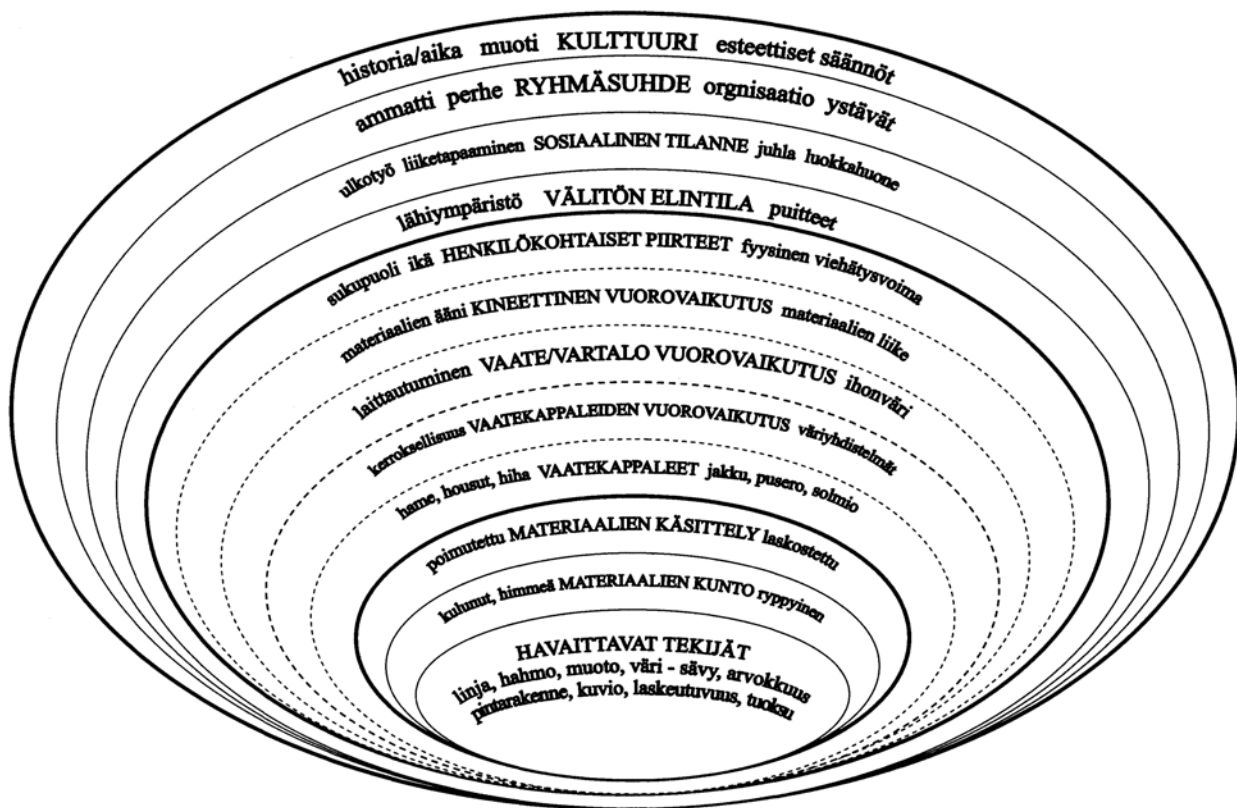 historia/aika muoti KULTTUURI esteettiset säännöt
ammatti perhe RYHMÄSUHDE orgnisaatio ystävät
ulkotyö liiketapaaminen SOSIAALINEN TILANNE juhla luokkahuone
lähiympäristö VÄLITÖN ELINTILA puitteet
sukupuoli ikä HENKILÖKOHTAISET PIIRTEET fyysinen viehätysvoima
materiaalien ääni KINEETTINEN VUOROVAIKUTUS materiaalien liike
laittautuminen VAATE/VARTALO VUOROVAIKUTUS ihonväri
kerroksellisuus VAATEKAPPALEIDEN VUOROVAIKUTUS väriyhdistelmät
hame, housut, hiha VAATEKAPPALEET jakku, pusero, solmio
poimutettu MATERIAALIEN KÄSITTELY laskostettu
kulunut, himmeä MATERIAALIEN KUNTO ryppyinen
HAVAITTAVAT TEKIJÄT
linja, hahmo, muoto, väri - sävy, arvokkuus
pintarakenne, kuvio, laskeutuvuus, tuoksu